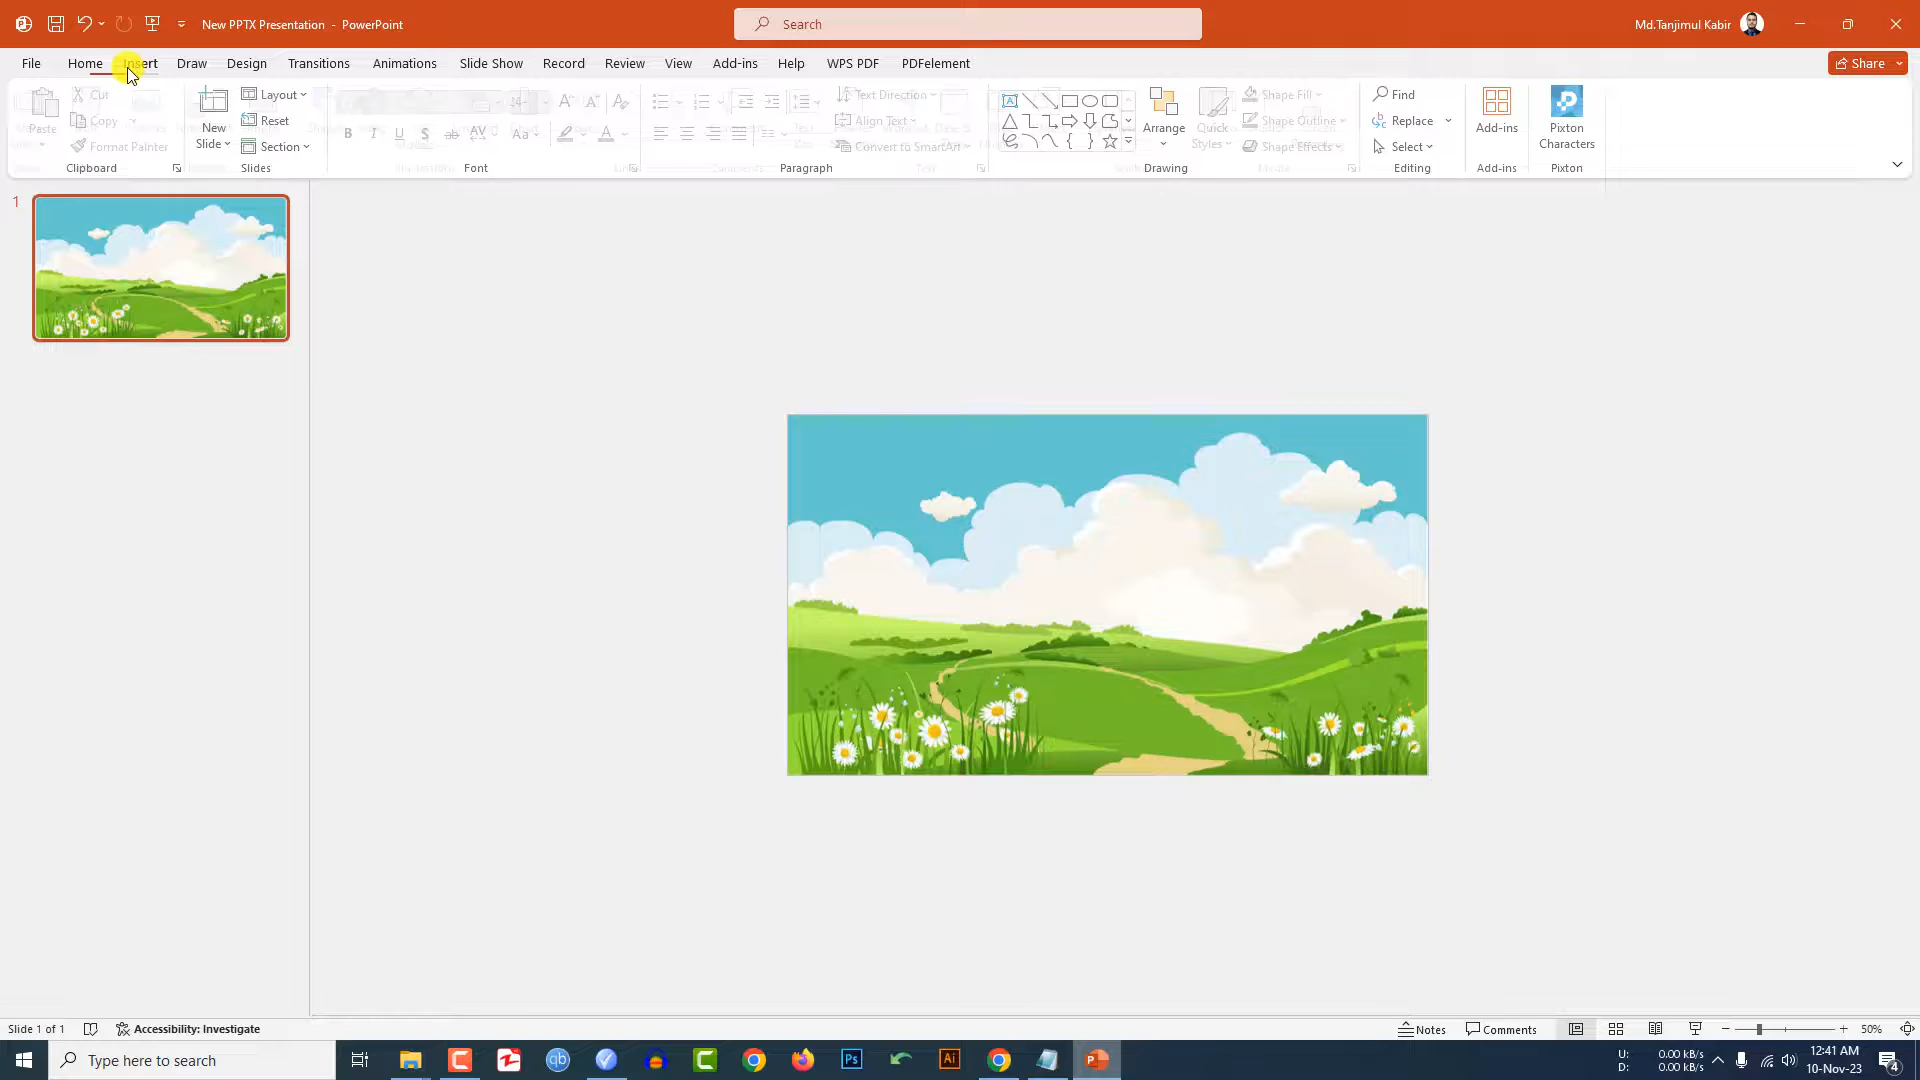 New PPTX Presentation - PowerPoint
Search
Md.Tanjimul Kabir
File Home Insert Draw Design Transitions Animations Slide Show Record Review View Add-ins Help WPS PDF PDFelement
Share
Paste
Cut
Copy
Format Painter
Clipboard
New Slide
Layout
Reset
Section
Slides
Font
Text Direction
Align Text
Convert to SmartArt
Paragraph
Arrange
Quick Styles
Shape Fill
Shape Outline
Shape Effects
Drawing
Find
Replace
Select
Editing
Add-ins
Add-ins
Pixton Characters
Pixton
1
Slide 1 of 1
Accessibility: Investigate
Notes
Comments
50%
Type here to search
U: 0.00 kB/s
D: 0.00 kB/s
12:41 AM
10-Nov-23
4